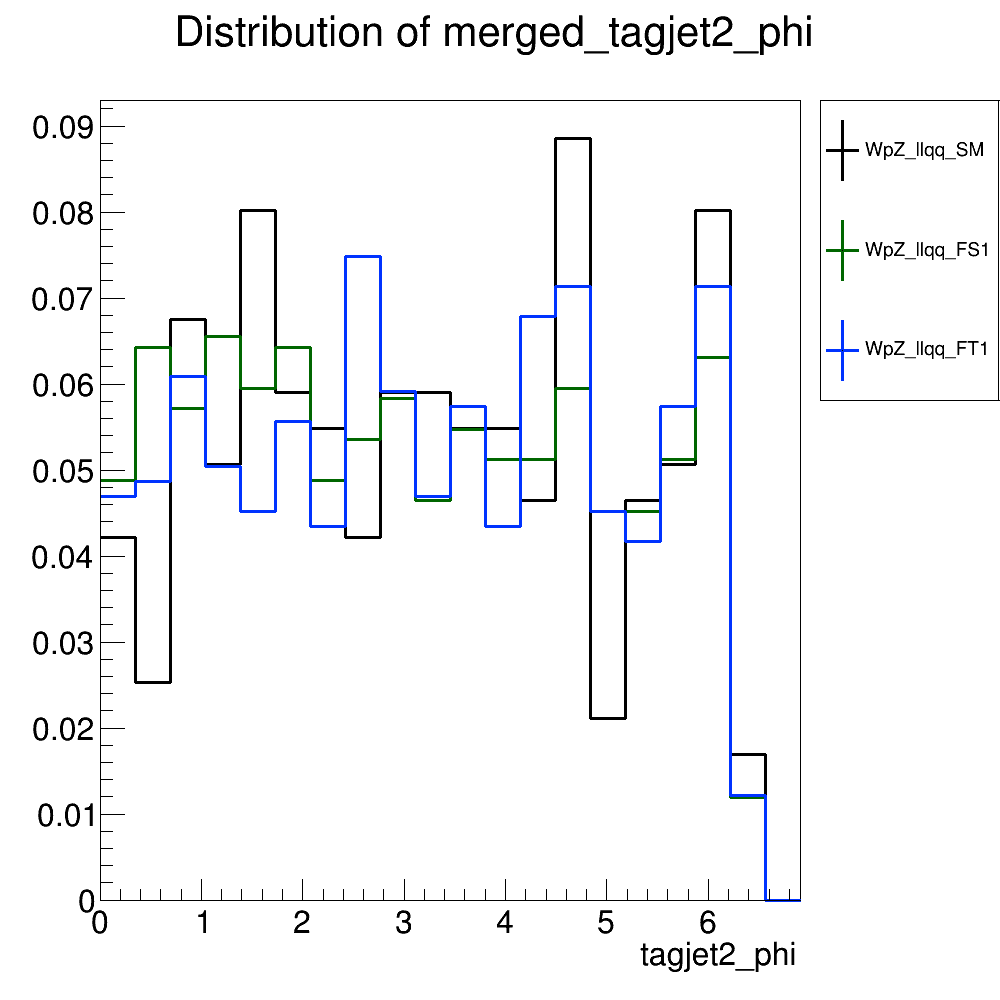 Distribution of merged_tagjet2_phi
0.09
0.08
0.07
0.06
0.05
0.04
0.03
0.02
0.01
0
0 1 2 3 4 5 6
tagjet2_phi
WpZ_llqq_SM
WpZ_llqq_FS1
WpZ_llqq_FT1